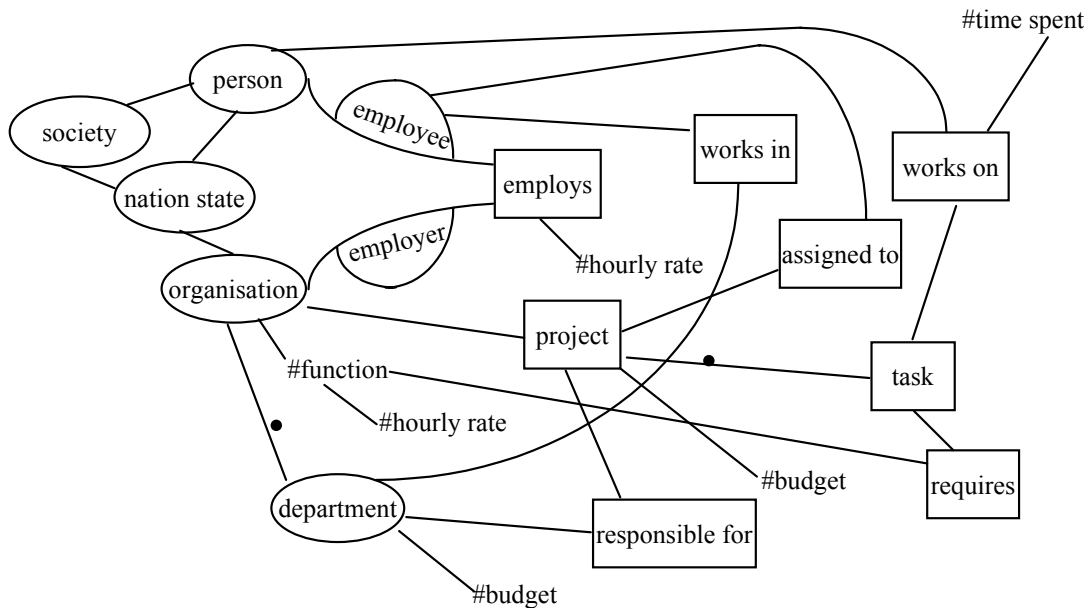 #time spent
person
society
employee
works in
works on
employs
nation state
employer
assigned to
#hourly rate
organisation
project
#function
task
#hourly rate
#budget
requires
department
responsible for
#budget